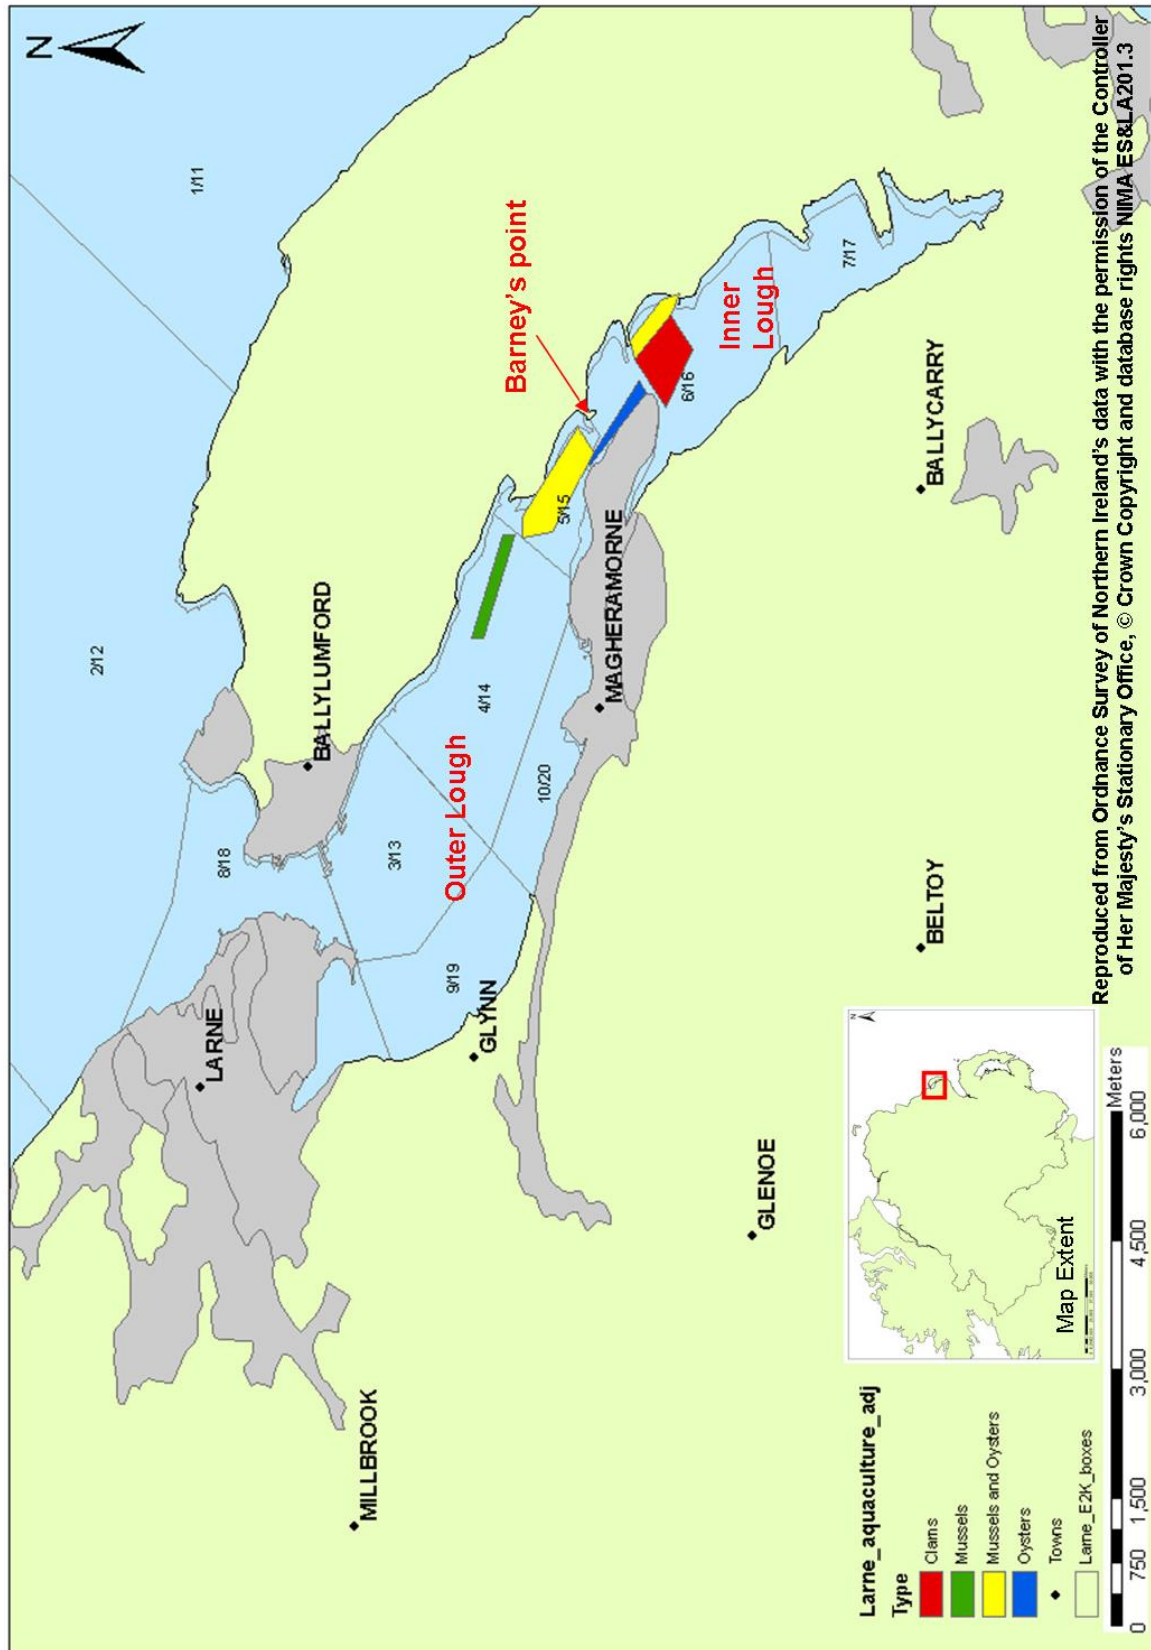 N
1/11
2/12
8/18
LARNE
BALLYLUMFORD
MILLBROOK
3/13
9/19
GLYNN
Outer Lough
4/14
10/20
Barney's point
5/15
MAGHERAMORNE
6/16
Inner
Lough
7/17
GLENOE
BELTOY
BALLYCARRY
Larne_aquaculture_adj
Type
Clams
Mussels
Mussels and Oysters
Oysters
Towns
Larne_E2K_boxes
N
Map Extent
0 750 1,500 3,000 4,500 6,000
Meters
Reproduced from Ordnance Survey of Northern Ireland's data with the permission of the Controller
of Her Majesty's Stationary Office, © Crown Copyright and database rights NIMA ES&LA201.3